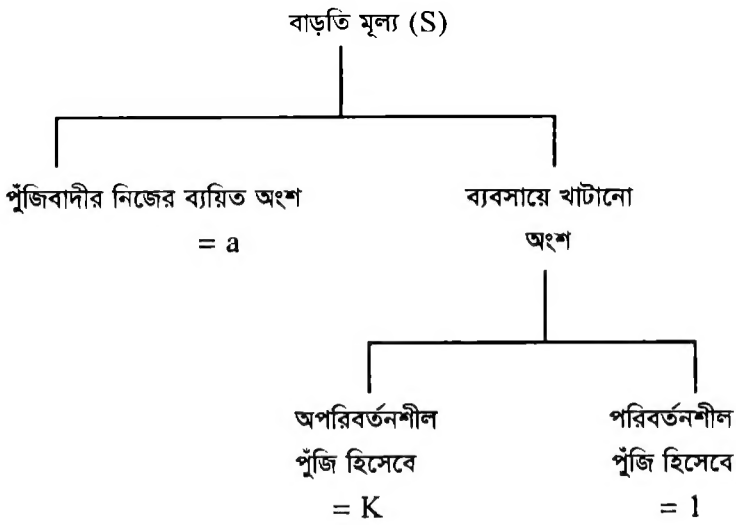 বাড়তি মূল্য (S)
পুঁজিবাদীর নিজের ব্যয়িত অংশ
= a
ব্যবসায়ে খাটানো
অংশ
অপরিবর্তনশীল
পুঁজি হিসেবে
= K
পরিবর্তনশীল
পুঁজি হিসেবে
= 1